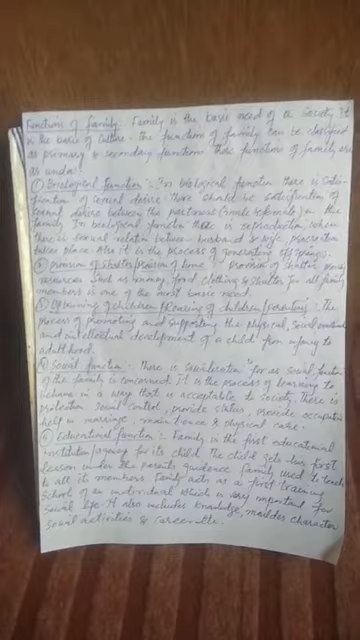 Functions of family :- Family is the basic need of a society. It
is the basis of culture. The function of family can be classified
as primary & secondary functions. These functions of family are
as under:
① Biological function :- In biological function there is satis-
fication of sexual desire. There should be satisfication of
sexual desire between the partners (male & female) in the
family. In biological function there is reproduction, when
there is sexual relation between husband & wife, procreation
takes place. Also it is the process of generating offsprings.
② provision of shelter/provision of home :- provision of shelter
resources such as money, food, clothing & shelter for all family
members is one of the most basic need.
③ Upbringing of children/Rearing of children/parenting :- The
process of promoting and supporting the physical, social emotional
and intellectual development of a child from infancy to
adulthood.
④ Social function :- There is socialisation for as social function
of the family is concerned. It is the process of learning to
behave in a way that is acceptable to society. There is
protection, social control, provide status, provide occupation
help in marriage, maintence & physical care.
⑤ Educational function :- Family is the first educational
institution/agency for its child. The child gets his first
lesson under the parents guidence family used to teach
to all its members. Family acts as a first training
school of an individual which is very important for
social life. It also includes knowledge, moulds character
social activities &